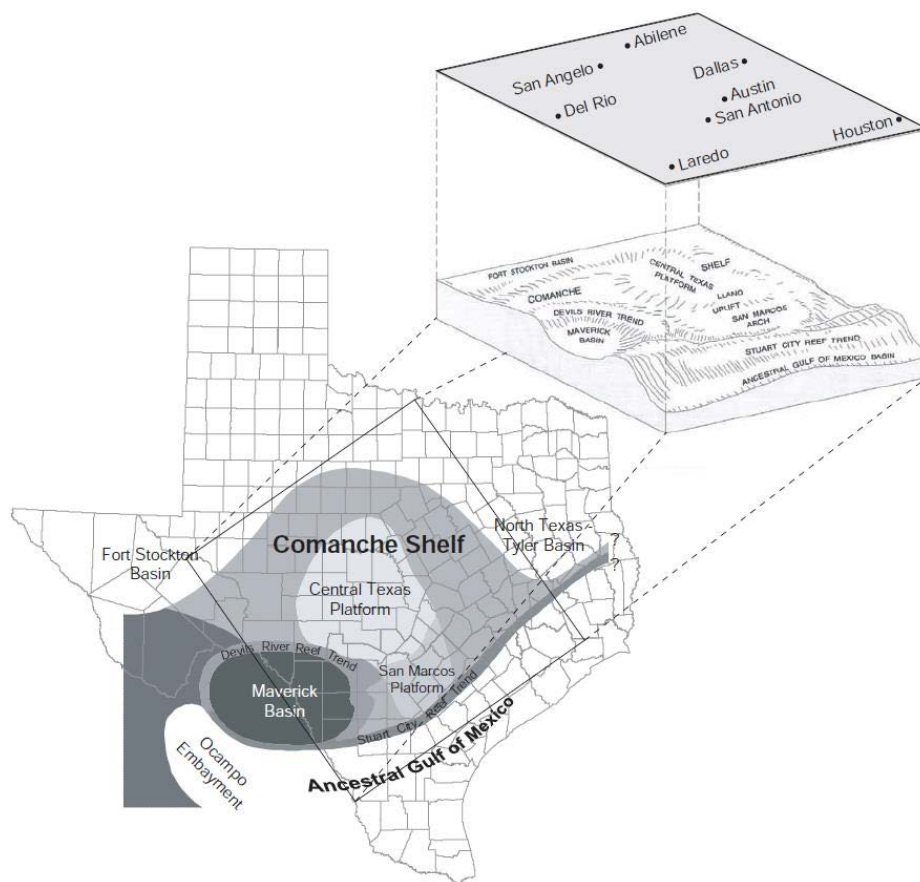 Abilene
San Angelo
Dallas
Del Rio
Austin
San Antonio
Houston
Laredo
FORT STOCKTON BASIN
CENTRAL TEXAS
PLATFORM
SHELF
COMANCHE
LLANO
UPLIFT
DEVILS RIVER TREND
SAN MARCOS
ARCH
MAVERICK
BASIN
STUART CITY REEF TREND
ANCESTRAL GULF OF MEXICO BASIN
North Texas -
Tyler Basin
?
?
Comanche Shelf
Fort Stockton
Basin
Central Texas
Platform
Devils River Reef Trend
San Marcos
Platform
Maverick
Basin
Stuart City Reef Trend
Ancestral Gulf of Mexico
Ocampo
Embayment